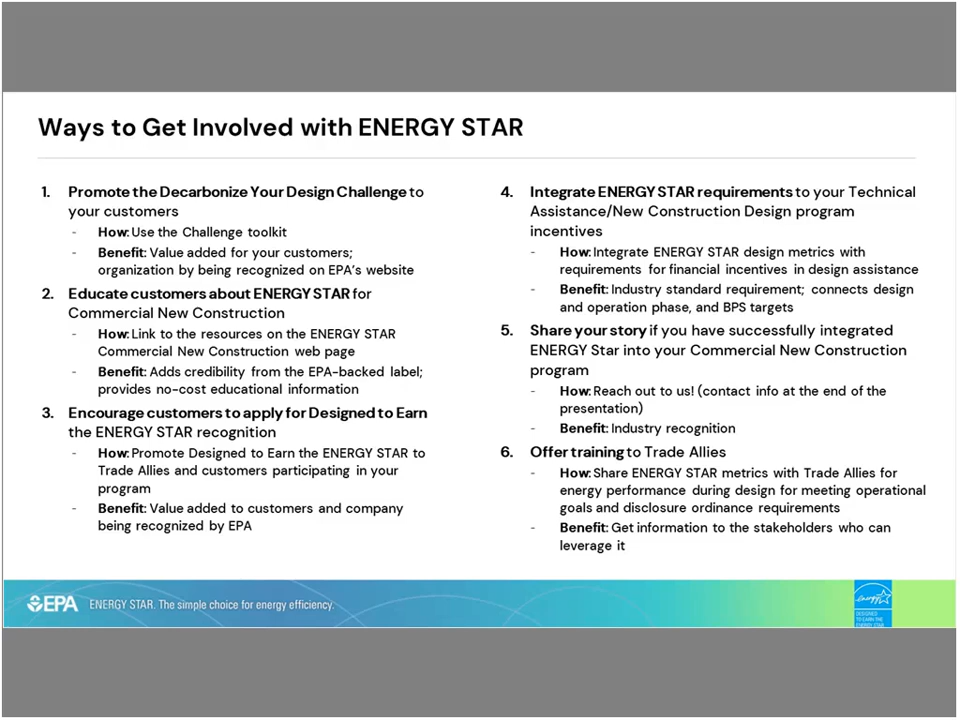 Ways to Get Involved with ENERGY STAR
1. Promote the Decarbonize Your Design Challenge to
your customers
- How: Use the Challenge toolkit
- Benefit: Value added for your customers;
organization by being recognized on EPA's website
2. Educate customers about ENERGY STAR for
Commercial New Construction
- How: Link to the resources on the ENERGY STAR
Commercial New Construction web page
- Benefit: Adds credibility from the EPA-backed label;
provides no-cost educational information
3. Encourage customers to apply for Designed to Earn
the ENERGY STAR recognition
- How: Promote Designed to Earn the ENERGY STAR to
Trade Allies and customers participating in your
program
- Benefit: Value added to customers and company
being recognized by EPA
4. Integrate ENERGY STAR requirements to your Technical
Assistance/New Construction Design program
incentives
- How: Integrate ENERGY STAR design metrics with
requirements for financial incentives in design assistance
- Benefit: Industry standard requirement; connects design
and operation phase, and BPS targets
5. Share your story if you have successfully integrated
ENERGY Star into your Commercial New Construction
program
- How: Reach out to us! (contact info at the end of the
presentation)
- Benefit: Industry recognition
6. Offer training to Trade Allies
- How: Share ENERGY STAR metrics with Trade Allies for
energy performance during design for meeting operational
goals and disclosure ordinance requirements
- Benefit: Get information to the stakeholders who can
leverage it
EPA ENERGY STAR. The simple choice for energy efficiency.
energy
DESIGNED
TO EARN THE
ENERGY STAR